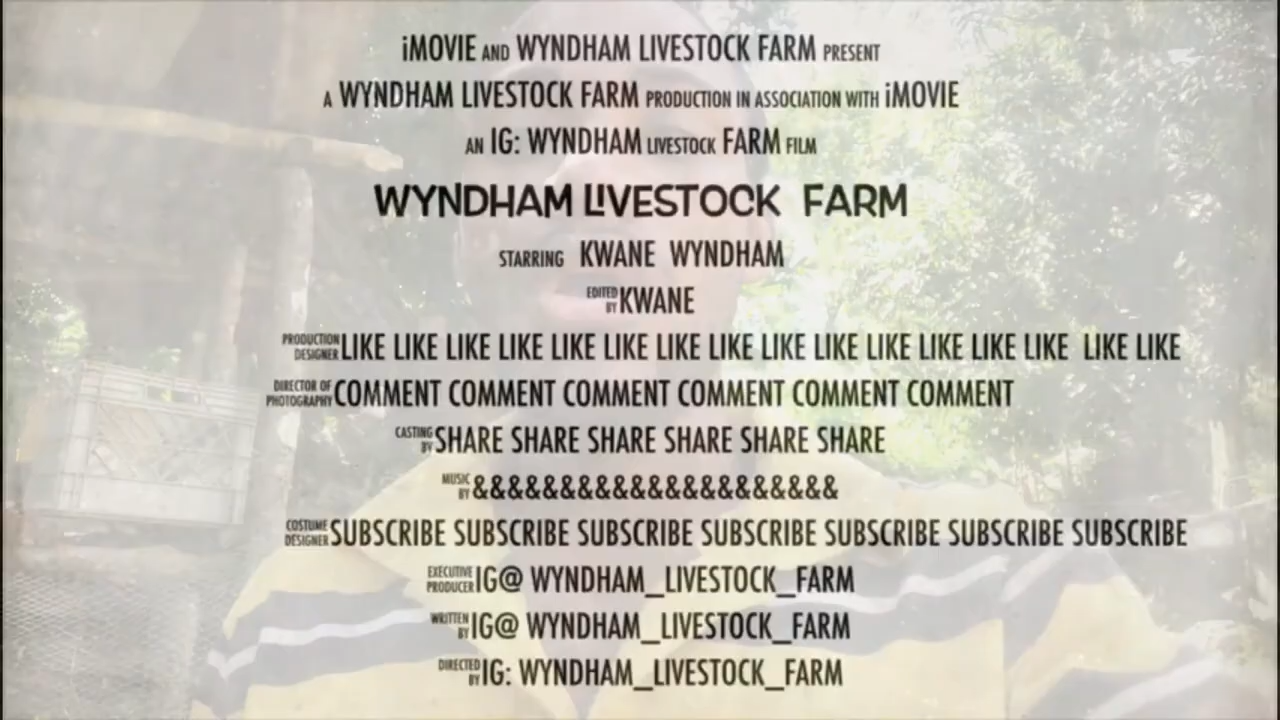 iMOVIE AND WYNDHAM LIVESTOCK FARM PRESENT
A WYNDHAM LIVESTOCK FARM PRODUCTION IN ASSOCIATION WITH iMOVIE
AN IG: WYNDHAM LIVESTOCK FARM FILM
WYNDHAM LIVESTOCK FARM
STARRING KWANE WYNDHAM
EDITED BY KWANE
PRODUCTION DESIGNER LIKE LIKE LIKE LIKE LIKE LIKE LIKE LIKE LIKE LIKE LIKE LIKE LIKE LIKE LIKE LIKE
DIRECTOR OF PHOTOGRAPHY COMMENT COMMENT COMMENT COMMENT COMMENT COMMENT
CASTING BY SHARE SHARE SHARE SHARE SHARE SHARE
MUSIC BY &&&&&&&&&&&&&&&&&&&&
COSTUME DESIGNER SUBSCRIBE SUBSCRIBE SUBSCRIBE SUBSCRIBE SUBSCRIBE SUBSCRIBE SUBSCRIBE
EXECUTIVE PRODUCER IG@ WYNDHAM_LIVESTOCK_FARM
WRITTEN BY IG@ WYNDHAM_LIVESTOCK_FARM
DIRECTED BY IG: WYNDHAM_LIVESTOCK_FARM